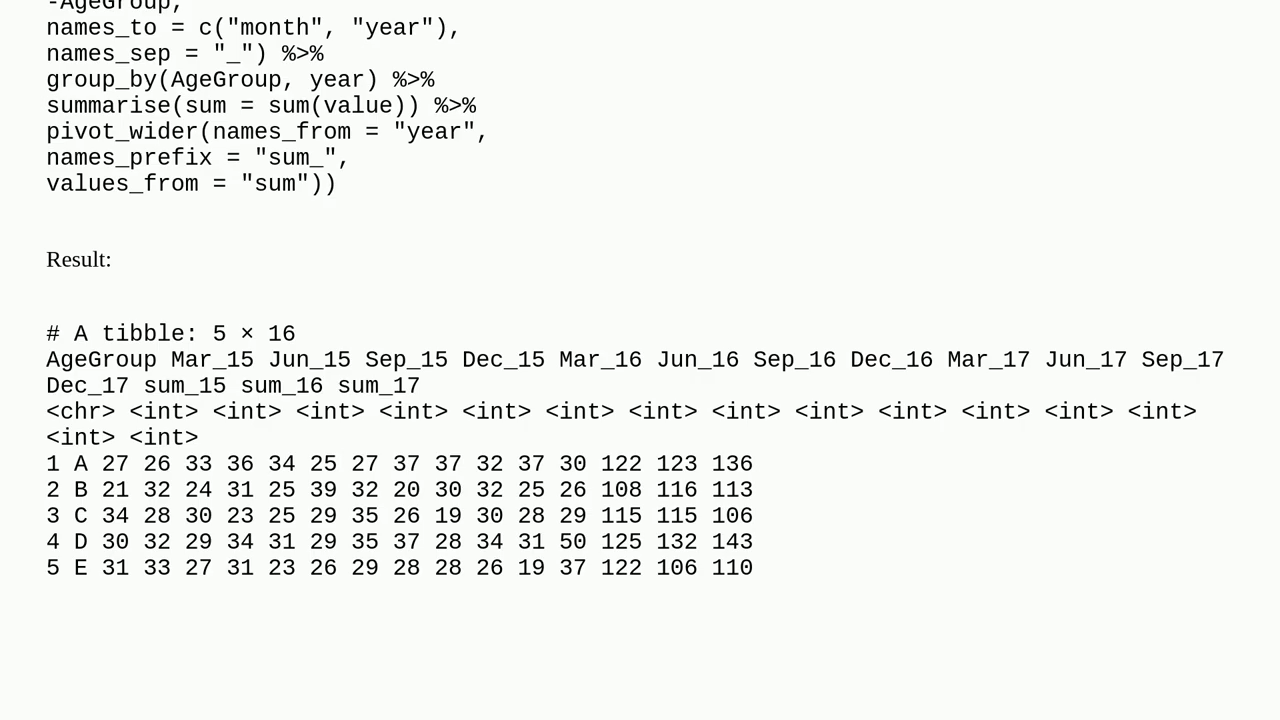 -AgeGroup,
names_to = c("month", "year"),
names_sep = "_") %>%
group_by(AgeGroup, year) %>%
summarise(sum = sum(value)) %>%
pivot_wider(names_from = "year",
names_prefix = "sum_",
values_from = "sum"))
Result:
# A tibble: 5 × 16
AgeGroup Mar_15 Jun_15 Sep_15 Dec_15 Mar_16 Jun_16 Sep_16 Dec_16 Mar_17 Jun_17 Sep_17
Dec_17 sum_15 sum_16 sum_17
<chr> <int> <int> <int> <int> <int> <int> <int> <int> <int> <int> <int> <int> <int>
<int> <int>
1 A 27 26 33 36 34 25 27 37 37 32 37 30 122 123 136
2 B 21 32 24 31 25 39 32 20 30 32 25 26 108 116 113
3 C 34 28 30 23 25 29 35 26 19 30 28 29 115 115 106
4 D 30 32 29 34 31 29 35 37 28 34 31 50 125 132 143
5 E 31 33 27 31 23 26 29 28 28 26 19 37 122 106 110